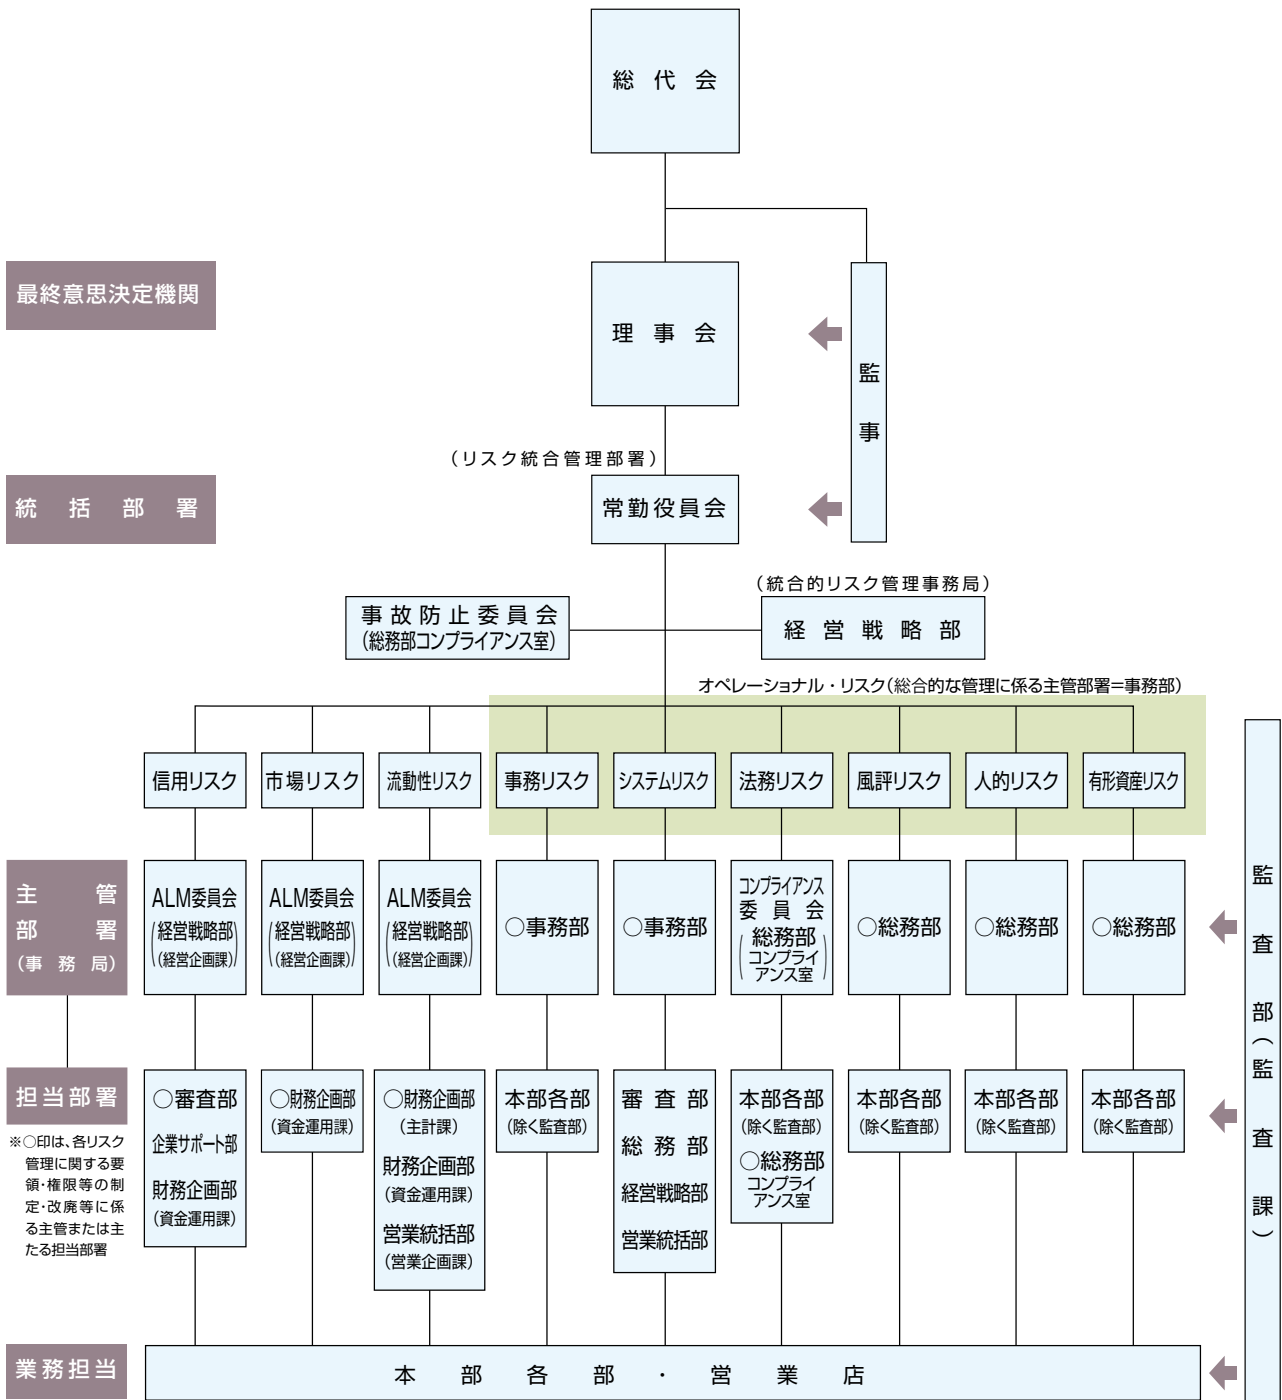 総代会
最終意思決定機関
理事会
監事
(リスク統合管理部署)
統括部署
常勤役員会
(統合的リスク管理事務局)
事故防止委員会
(総務部コンプライアンス室)
経営戦略部
オペレーショナル・リスク(総合的な管理に係る主管部署=事務部)
信用リスク
市場リスク
流動性リスク
事務リスク
システムリスク
法務リスク
風評リスク
人的リスク
有形資産リスク
主管
部署
(事務局)
ALM委員会
(経営戦略部
(経営企画課))
ALM委員会
(経営戦略部
(経営企画課))
ALM委員会
(経営戦略部
(経営企画課))
○事務部
○事務部
コンプライアンス
委員会
(総務部
コンプライ
アンス室)
○総務部
○総務部
○総務部
監査部(監査課)
担当部署
※○印は、各リスク
管理に関する要
領・権限等の制
定・改廃等に係
る主管または主
たる担当部署
○審査部
企業サポート部
財務企画部
(資金運用課)
○財務企画部
(資金運用課)
○財務企画部
(主計課)
財務企画部
(資金運用課)
営業統括部
(営業企画課)
本部各部
(除く監査部)
審査部
総務部
経営戦略部
営業統括部
本部各部
(除く監査部)
○総務部
コンプライ
アンス室
本部各部
(除く監査部)
本部各部
(除く監査部)
本部各部
(除く監査部)
業務担当
本部各部・営業店